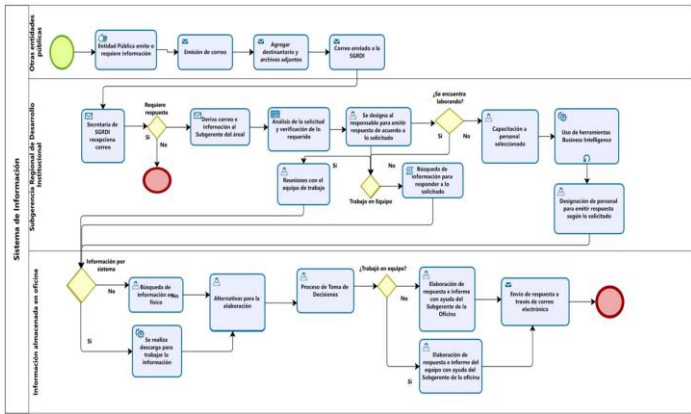 Sistema de Información
Otras entidades
públicas
Entidad Pública emite o
requiere información
Emisión de correo
Agregar
destinatario y
archivos adjuntos
Correo enviado a la
SGRDI
Subgerencia Regional de Desarrollo
Institucional
Secretaria de
SGRDI
recepciona
correo
Requiere
respuesta
Si
No
Deriva correo e
información al
Subgerente del área
Análisis de la solicitud
y verificación de lo
requerido
Se designa al
responsable para emitir
respuesta de acuerdo a
lo solicitado
¿Se encuentra
laborando?
No
Si
Capacitación a
personal
seleccionado
Uso de herramientas
Business Intelligence
Reuniones con el
equipo de trabajo
Si
No
Trabajo en Equipo
Búsqueda de
información para
responder a lo
solicitado
Designación de personal
para emitir respuesta
según lo solicitado
Información almacenada en oficina
Información por
sistema
No
Si
Búsqueda de
información en
física
No
Se realiza
descarga para
trabajar la
información
Alternativas para la
elaboración
Proceso de Toma de
Decisiones
¿Trabajó en equipo?
No
Si
Elaboración de
respuesta e informe
con ayuda del
Subgerente de la
Oficina
Elaboración de
respuesta e informe del
equipo con ayuda del
Subgerente de la oficina
Envío de respuesta a
través de correo
electrónico